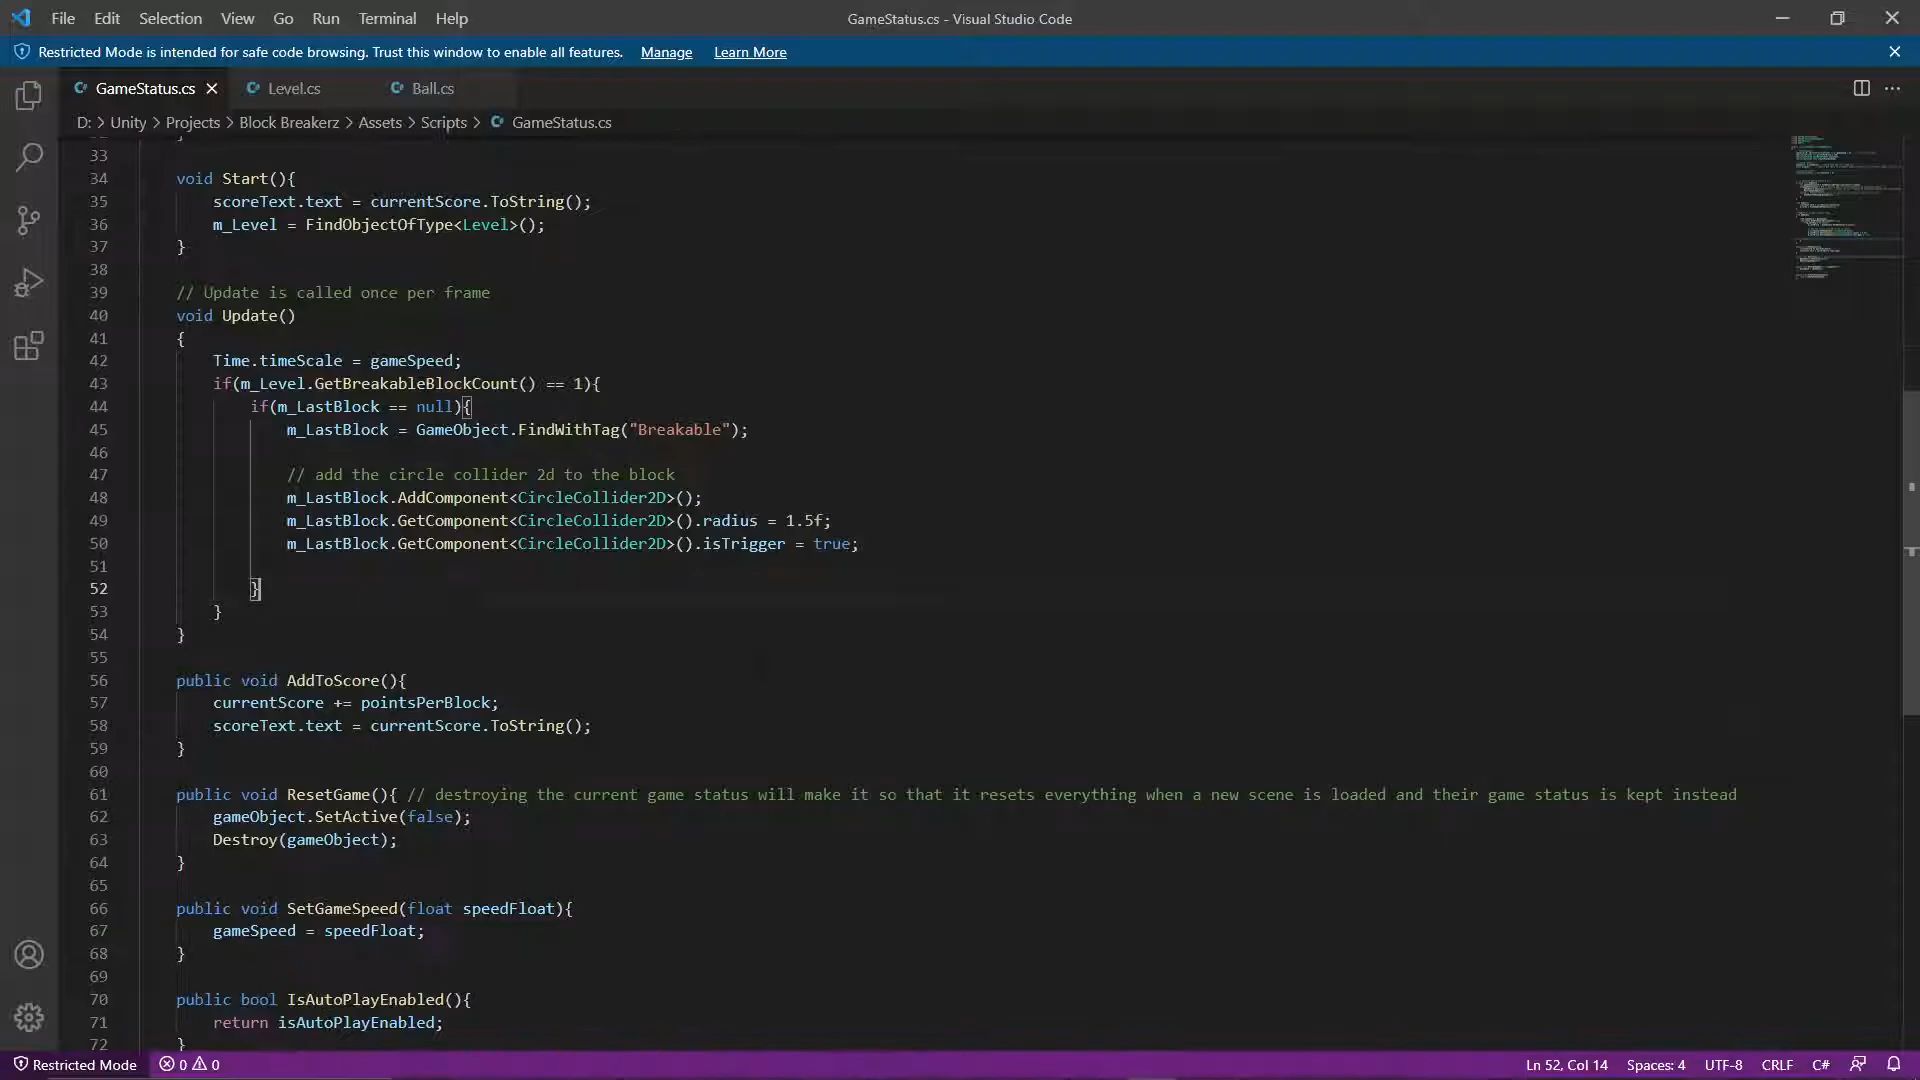 File Edit Selection View Go Run Terminal Help
GameStatus.cs - Visual Studio Code
Restricted Mode is intended for safe code browsing. Trust this window to enable all features. Manage Learn More
GameStatus.cs Level.cs Ball.cs
D: > Unity > Projects > Block Breakerz > Assets > Scripts > GameStatus.cs
33
34 void Start(){
35 scoreText.text = currentScore.ToString();
36 m_Level = FindObjectOfType<Level>();
37 }
38
39 // Update is called once per frame
40 void Update()
41 {
42 Time.timeScale = gameSpeed;
43 if(m_Level.GetBreakableBlockCount() == 1){
44 if(m_LastBlock == null){
45 m_LastBlock = GameObject.FindWithTag("Breakable");
46
47 // add the circle collider 2d to the block
48 m_LastBlock.AddComponent<CircleCollider2D>();
49 m_LastBlock.GetComponent<CircleCollider2D>().radius = 1.5f;
50 m_LastBlock.GetComponent<CircleCollider2D>().isTrigger = true;
51
52 }
53 }
54 }
55
56 public void AddToScore(){
57 currentScore += pointsPerBlock;
58 scoreText.text = currentScore.ToString();
59 }
60
61 public void ResetGame(){ // destroying the current game status will make it so that it resets everything when a new scene is loaded and their game status is kept instead
62 gameObject.SetActive(false);
63 Destroy(gameObject);
64 }
65
66 public void SetGameSpeed(float speedFloat){
67 gameSpeed = speedFloat;
68 }
69
70 public bool IsAutoPlayEnabled(){
71 return isAutoPlayEnabled;
72 }
Restricted Mode 0 0 Ln 52, Col 14 Spaces: 4 UTF-8 CRLF C#